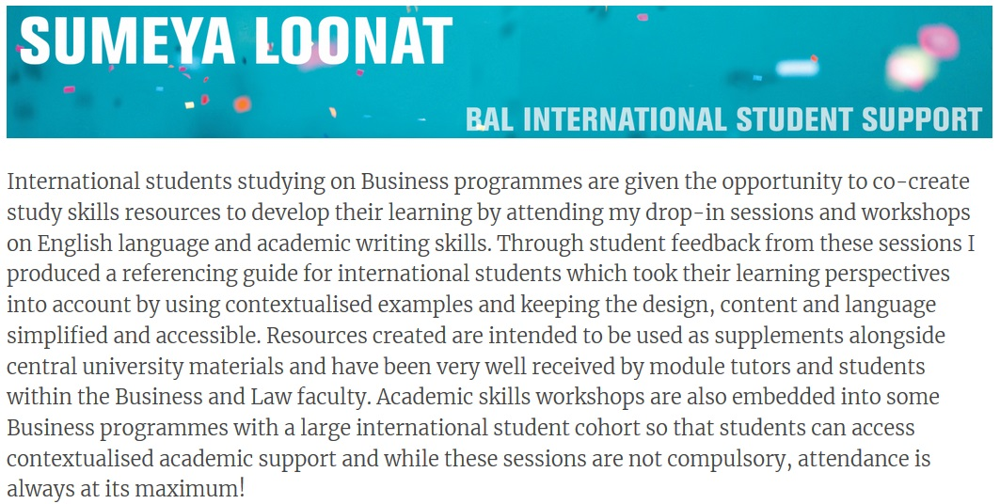 SUMEYA LOONAT
BAL INTERNATIONAL STUDENT SUPPORT
International students studying on Business programmes are given the opportunity to co-create
study skills resources to develop their learning by attending my drop-in sessions and workshops
on English language and academic writing skills. Through student feedback from these sessions I
produced a referencing guide for international students which took their learning perspectives
into account by using contextualised examples and keeping the design, content and language
simplified and accessible. Resources created are intended to be used as supplements alongside
central university materials and have been very well received by module tutors and students
within the Business and Law faculty. Academic skills workshops are also embedded into some
Business programmes with a large international student cohort so that students can access
contextualised academic support and while these sessions are not compulsory, attendance is
always at its maximum!